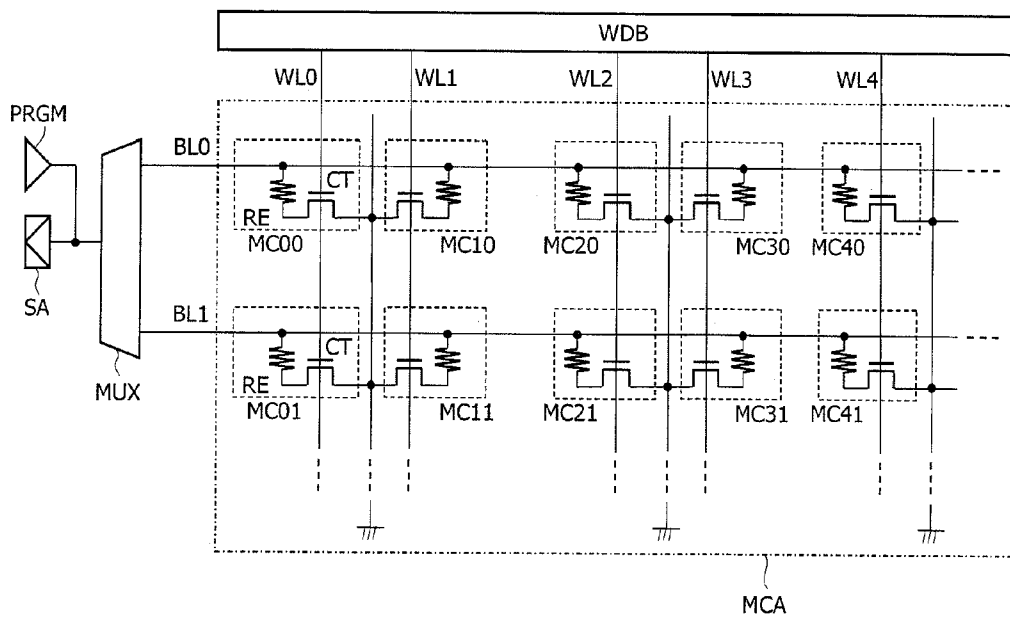 WDB
WL0 WL1 WL2 WL3 WL4
PRGM
BL0
CT
RE
MC00 MC10 MC20 MC30 MC40
SA
BL1
CT
RE
MUX
MC01 MC11 MC21 MC31 MC41
MCA